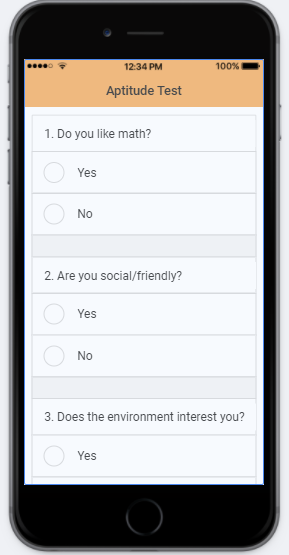 12:34 PM
100%
Aptitude Test
1. Do you like math?
Yes
No
2. Are you social/friendly?
Yes
No
3. Does the environment interest you?
Yes